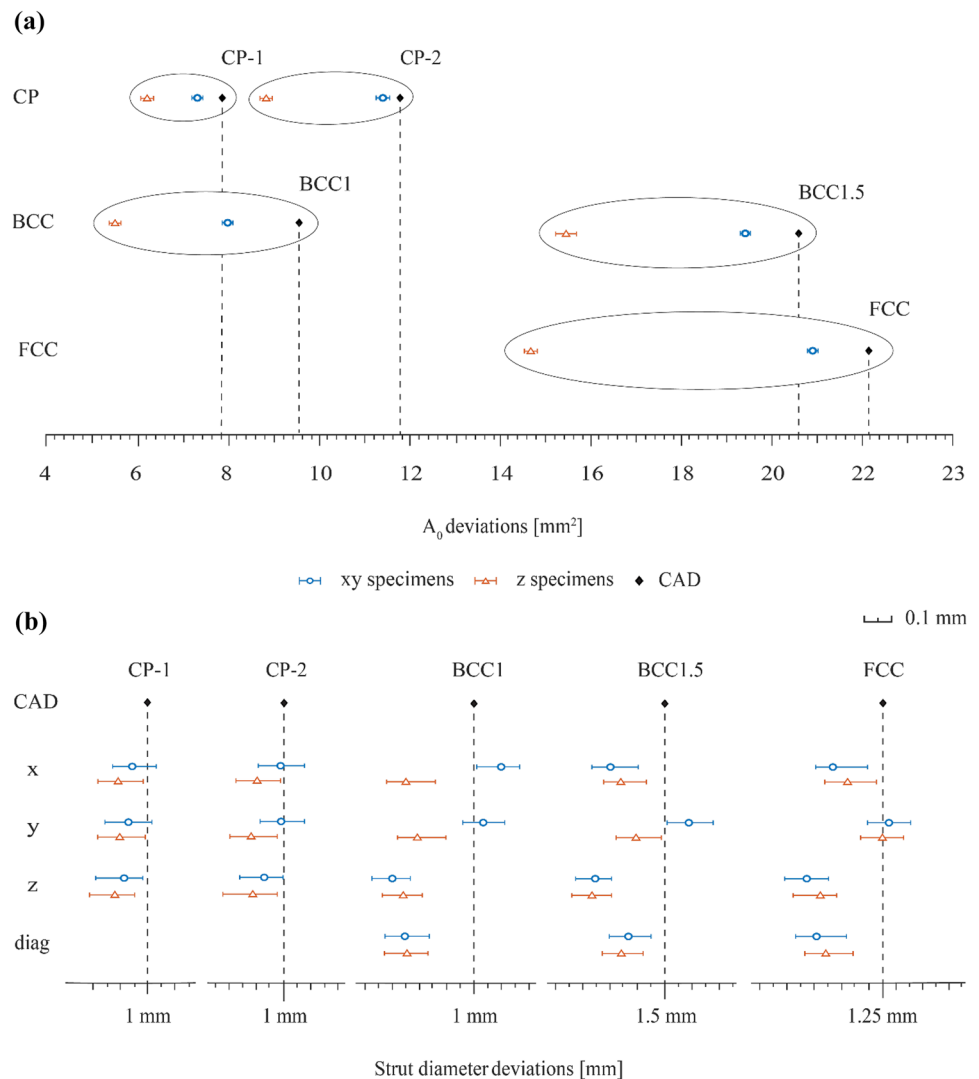 (a)
CP-1 CP-2
CP
BCC1 BCC1.5
BCC
FCC
FCC
4 6 8 10 12 14 16 18 20 22 23
A0 deviations [mm²]
xy specimens z specimens CAD
(b)
0.1 mm
CP-1 CP-2 BCC1 BCC1.5 FCC
CAD
x
y
z
diag
1 mm 1 mm 1 mm 1.5 mm 1.25 mm
Strut diameter deviations [mm]